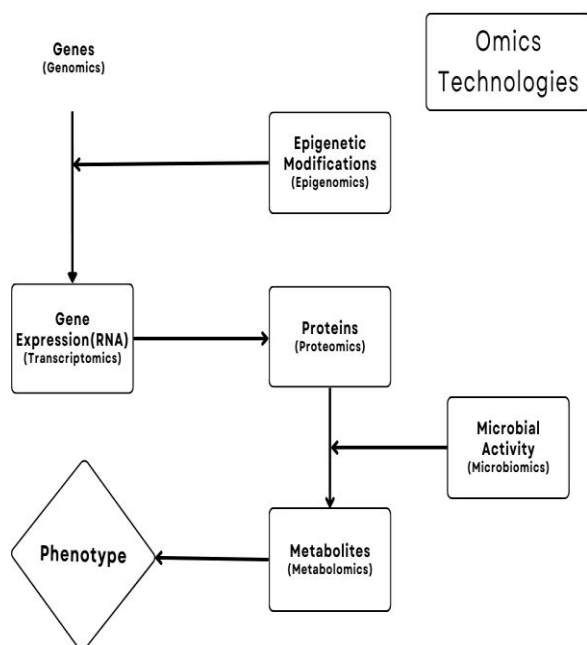 Genes
(Genomics)
Omics
Technologies
Epigenetic
Modifications
(Epigenomics)
Gene
Expression(RNA)
(Transcriptomics)
Proteins
(Proteomics)
Microbial
Activity
(Microbiomics)
Phenotype
Metabolites
(Metabolomics)